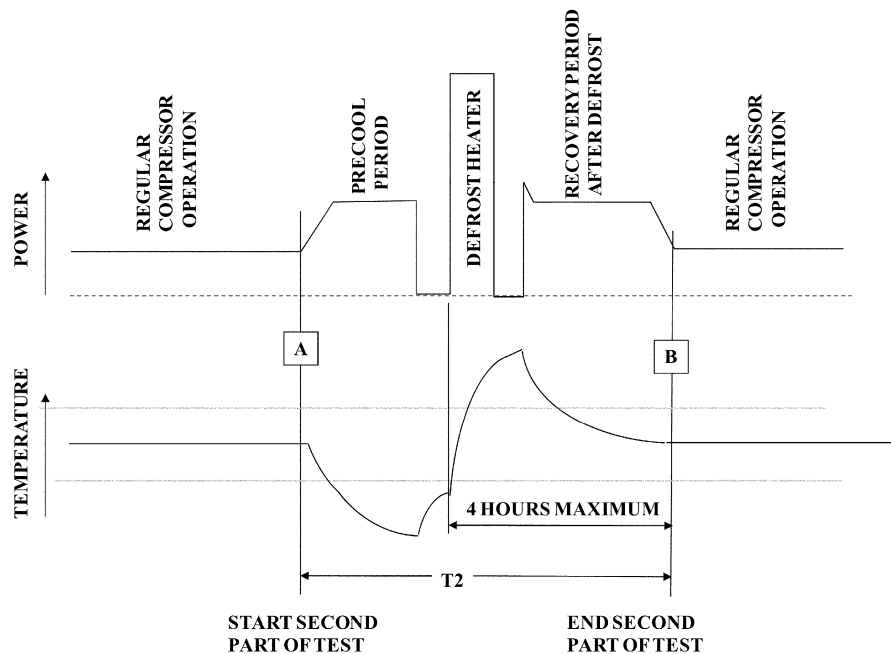 REGULAR
COMPRESSOR
OPERATION
PRECOOL
PERIOD
DEFROST HEATER
RECOVERY PERIOD
AFTER DEFROST
REGULAR
COMPRESSOR
OPERATION
POWER
A
B
TEMPERATURE
4 HOURS MAXIMUM
T2
START SECOND
PART OF TEST
END SECOND
PART OF TEST